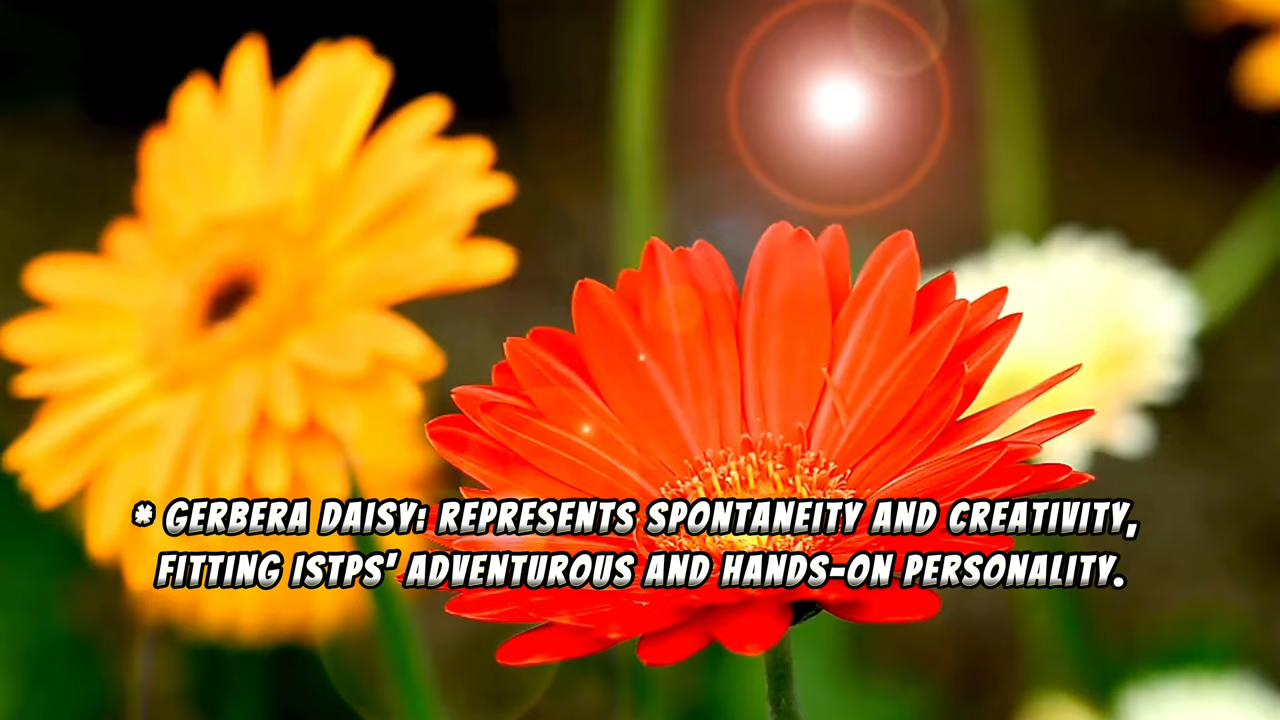 * GERBERA DAISY: REPRESENTS SPONTANEITY AND CREATIVITY,
FITTING ISTPS' ADVENTUROUS AND HANDS-ON PERSONALITY.